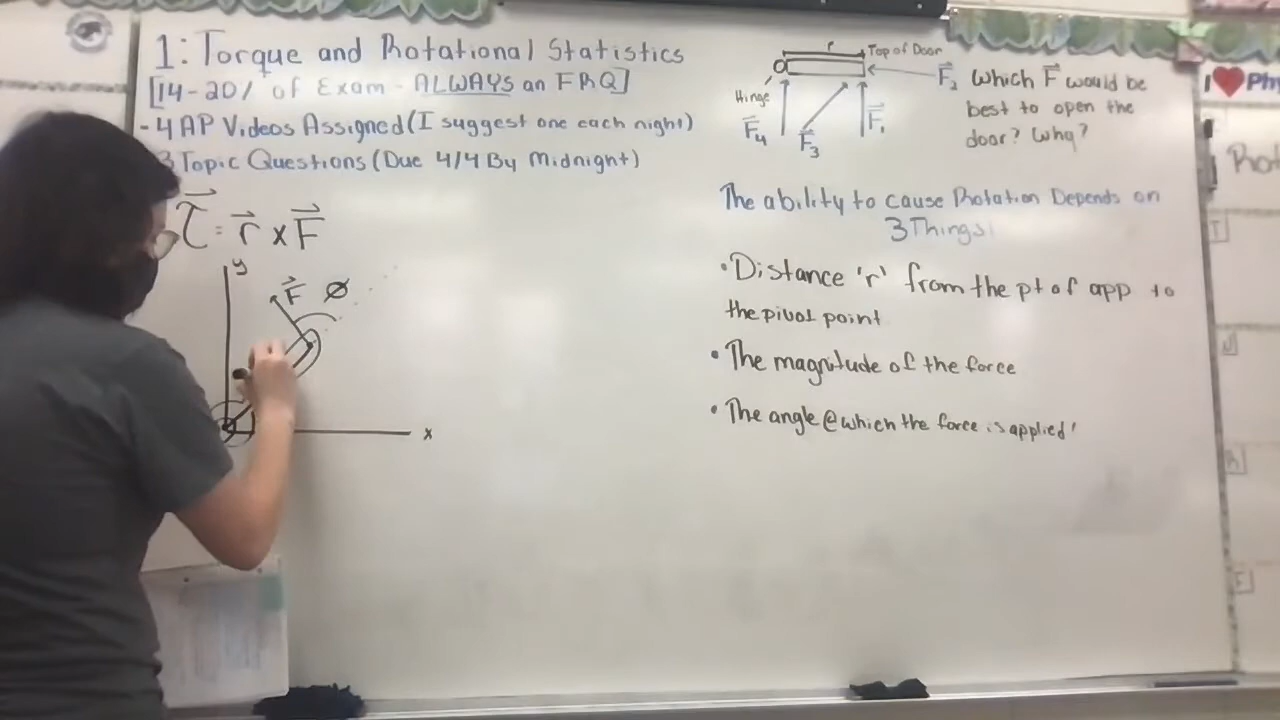 1: Torque and Rotational Statistics
[14-20% of Exam - ALWAYS an FRQ]
- 4 AP Videos Assigned (I suggest one each night)
3 Topic Questions (Due 4/4 By Midnight)
τ = r x F
y
F Ø
x
r
Top of Door
Hinge
F₄
F₃
F₁
F₂ Which F would be
best to open the
door? Why?
The ability to cause Rotation Depends on
3 Things:
• Distance 'r' from the pt of app to
the pivot point
• The magnitude of the force
• The angle @ which the force is applied!
I ❤ Phy
Rot